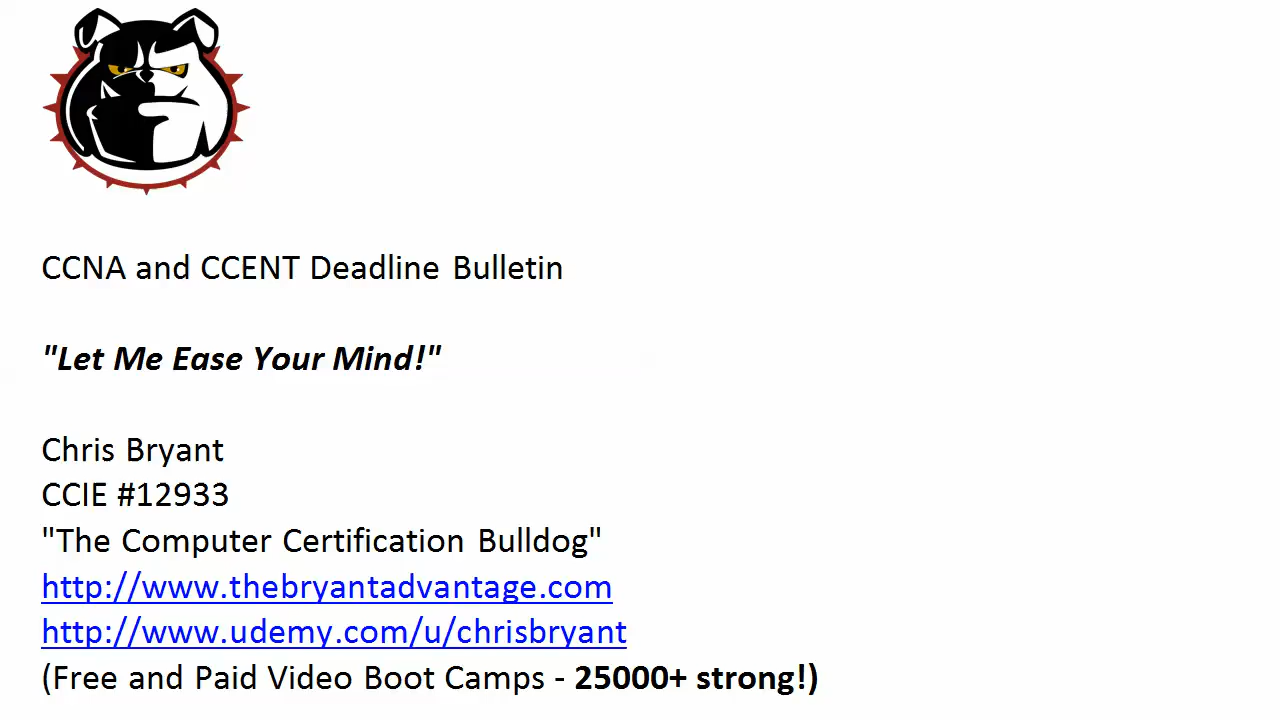 CCNA and CCENT Deadline Bulletin
"Let Me Ease Your Mind!"
Chris Bryant
CCIE #12933
"The Computer Certification Bulldog"
http://www.thebryantadvantage.com
http://www.udemy.com/u/chrisbryant
(Free and Paid Video Boot Camps - 25000+ strong!)